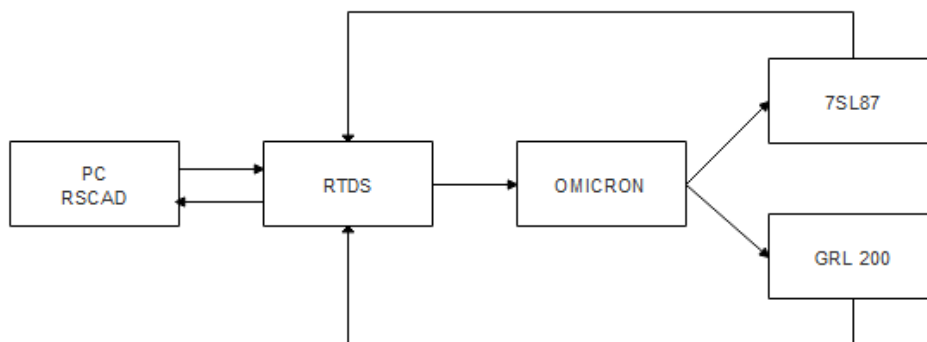 PC
RSCAD
RTDS
OMICRON
7SL87
GRL 200